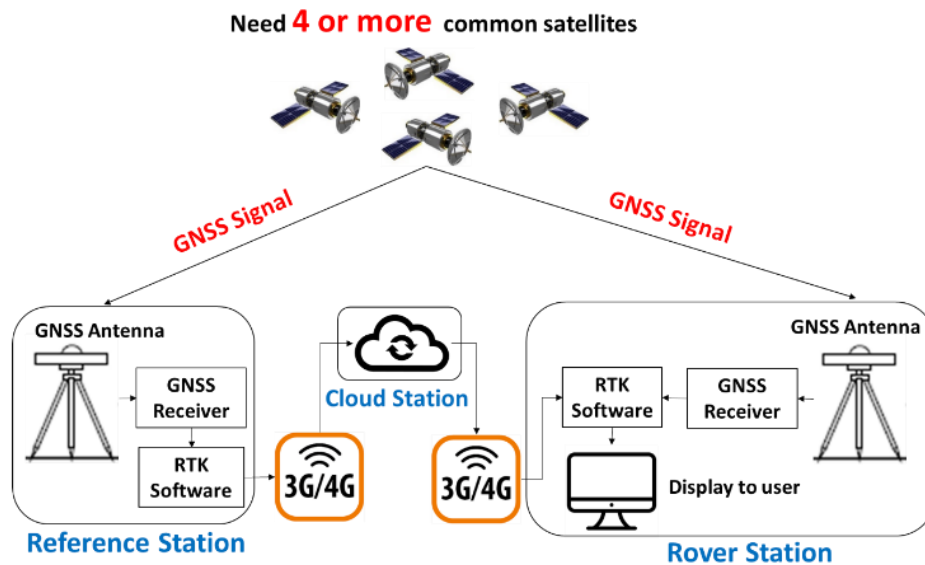 Need 4 or more common satellites
GNSS Signal
GNSS Signal
GNSS Antenna
GNSS
Receiver
RTK
Software
Reference Station
3G/4G
Cloud Station
3G/4G
GNSS Antenna
RTK
Software
GNSS
Receiver
Display to user
Rover Station